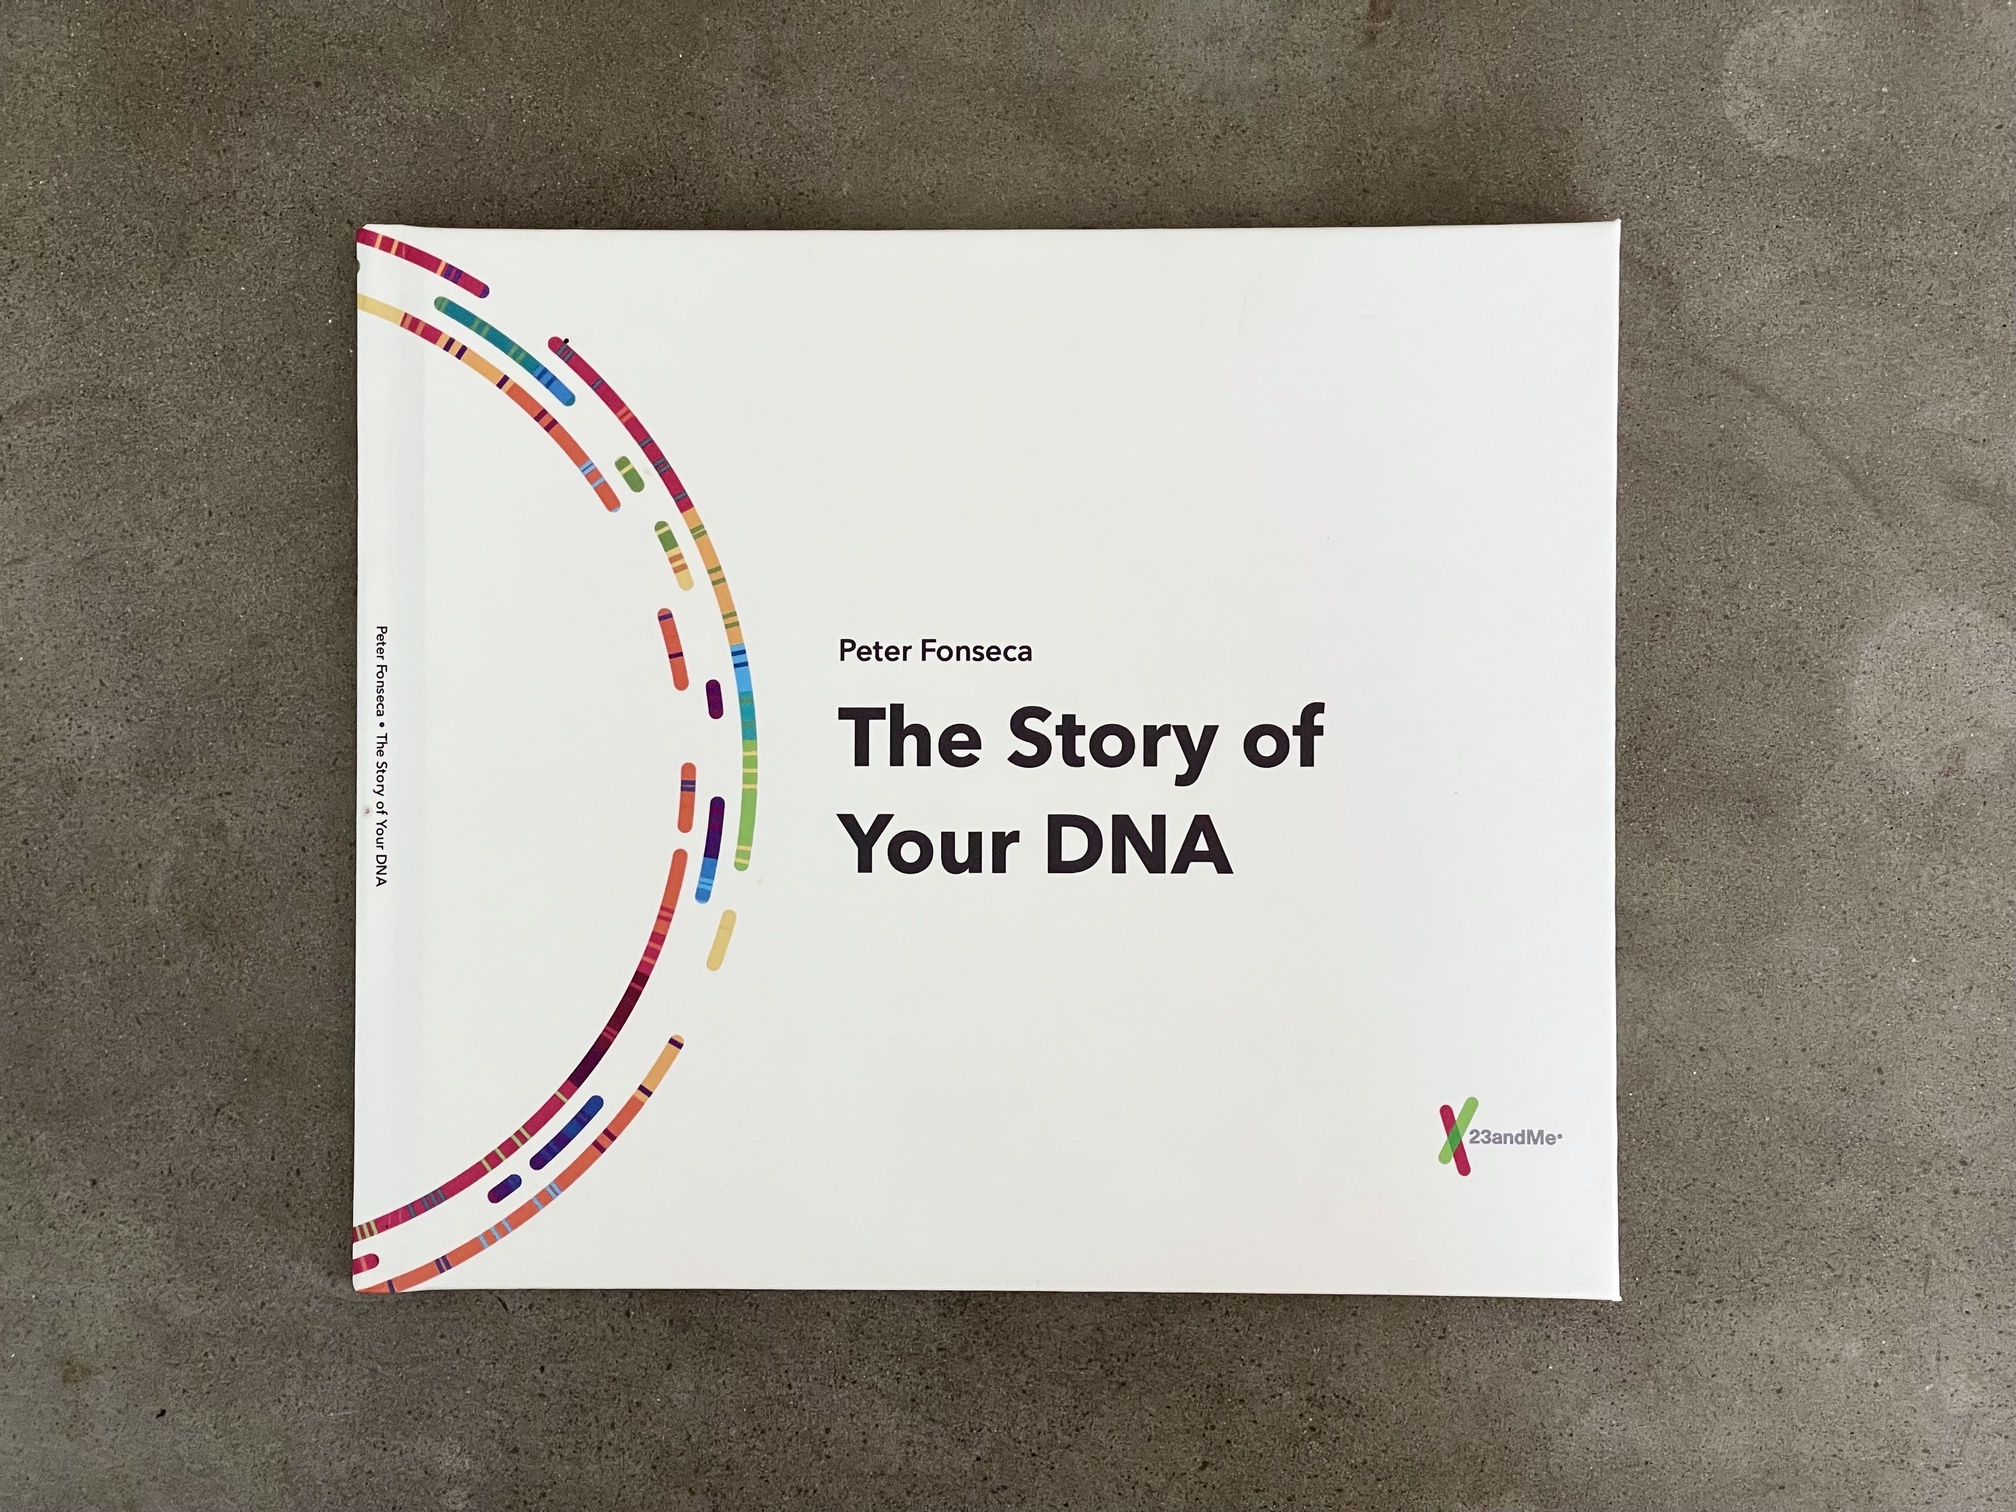 Peter Fonseca • The Story of Your DNA
Peter Fonseca
The Story of
Your DNA
23andMe